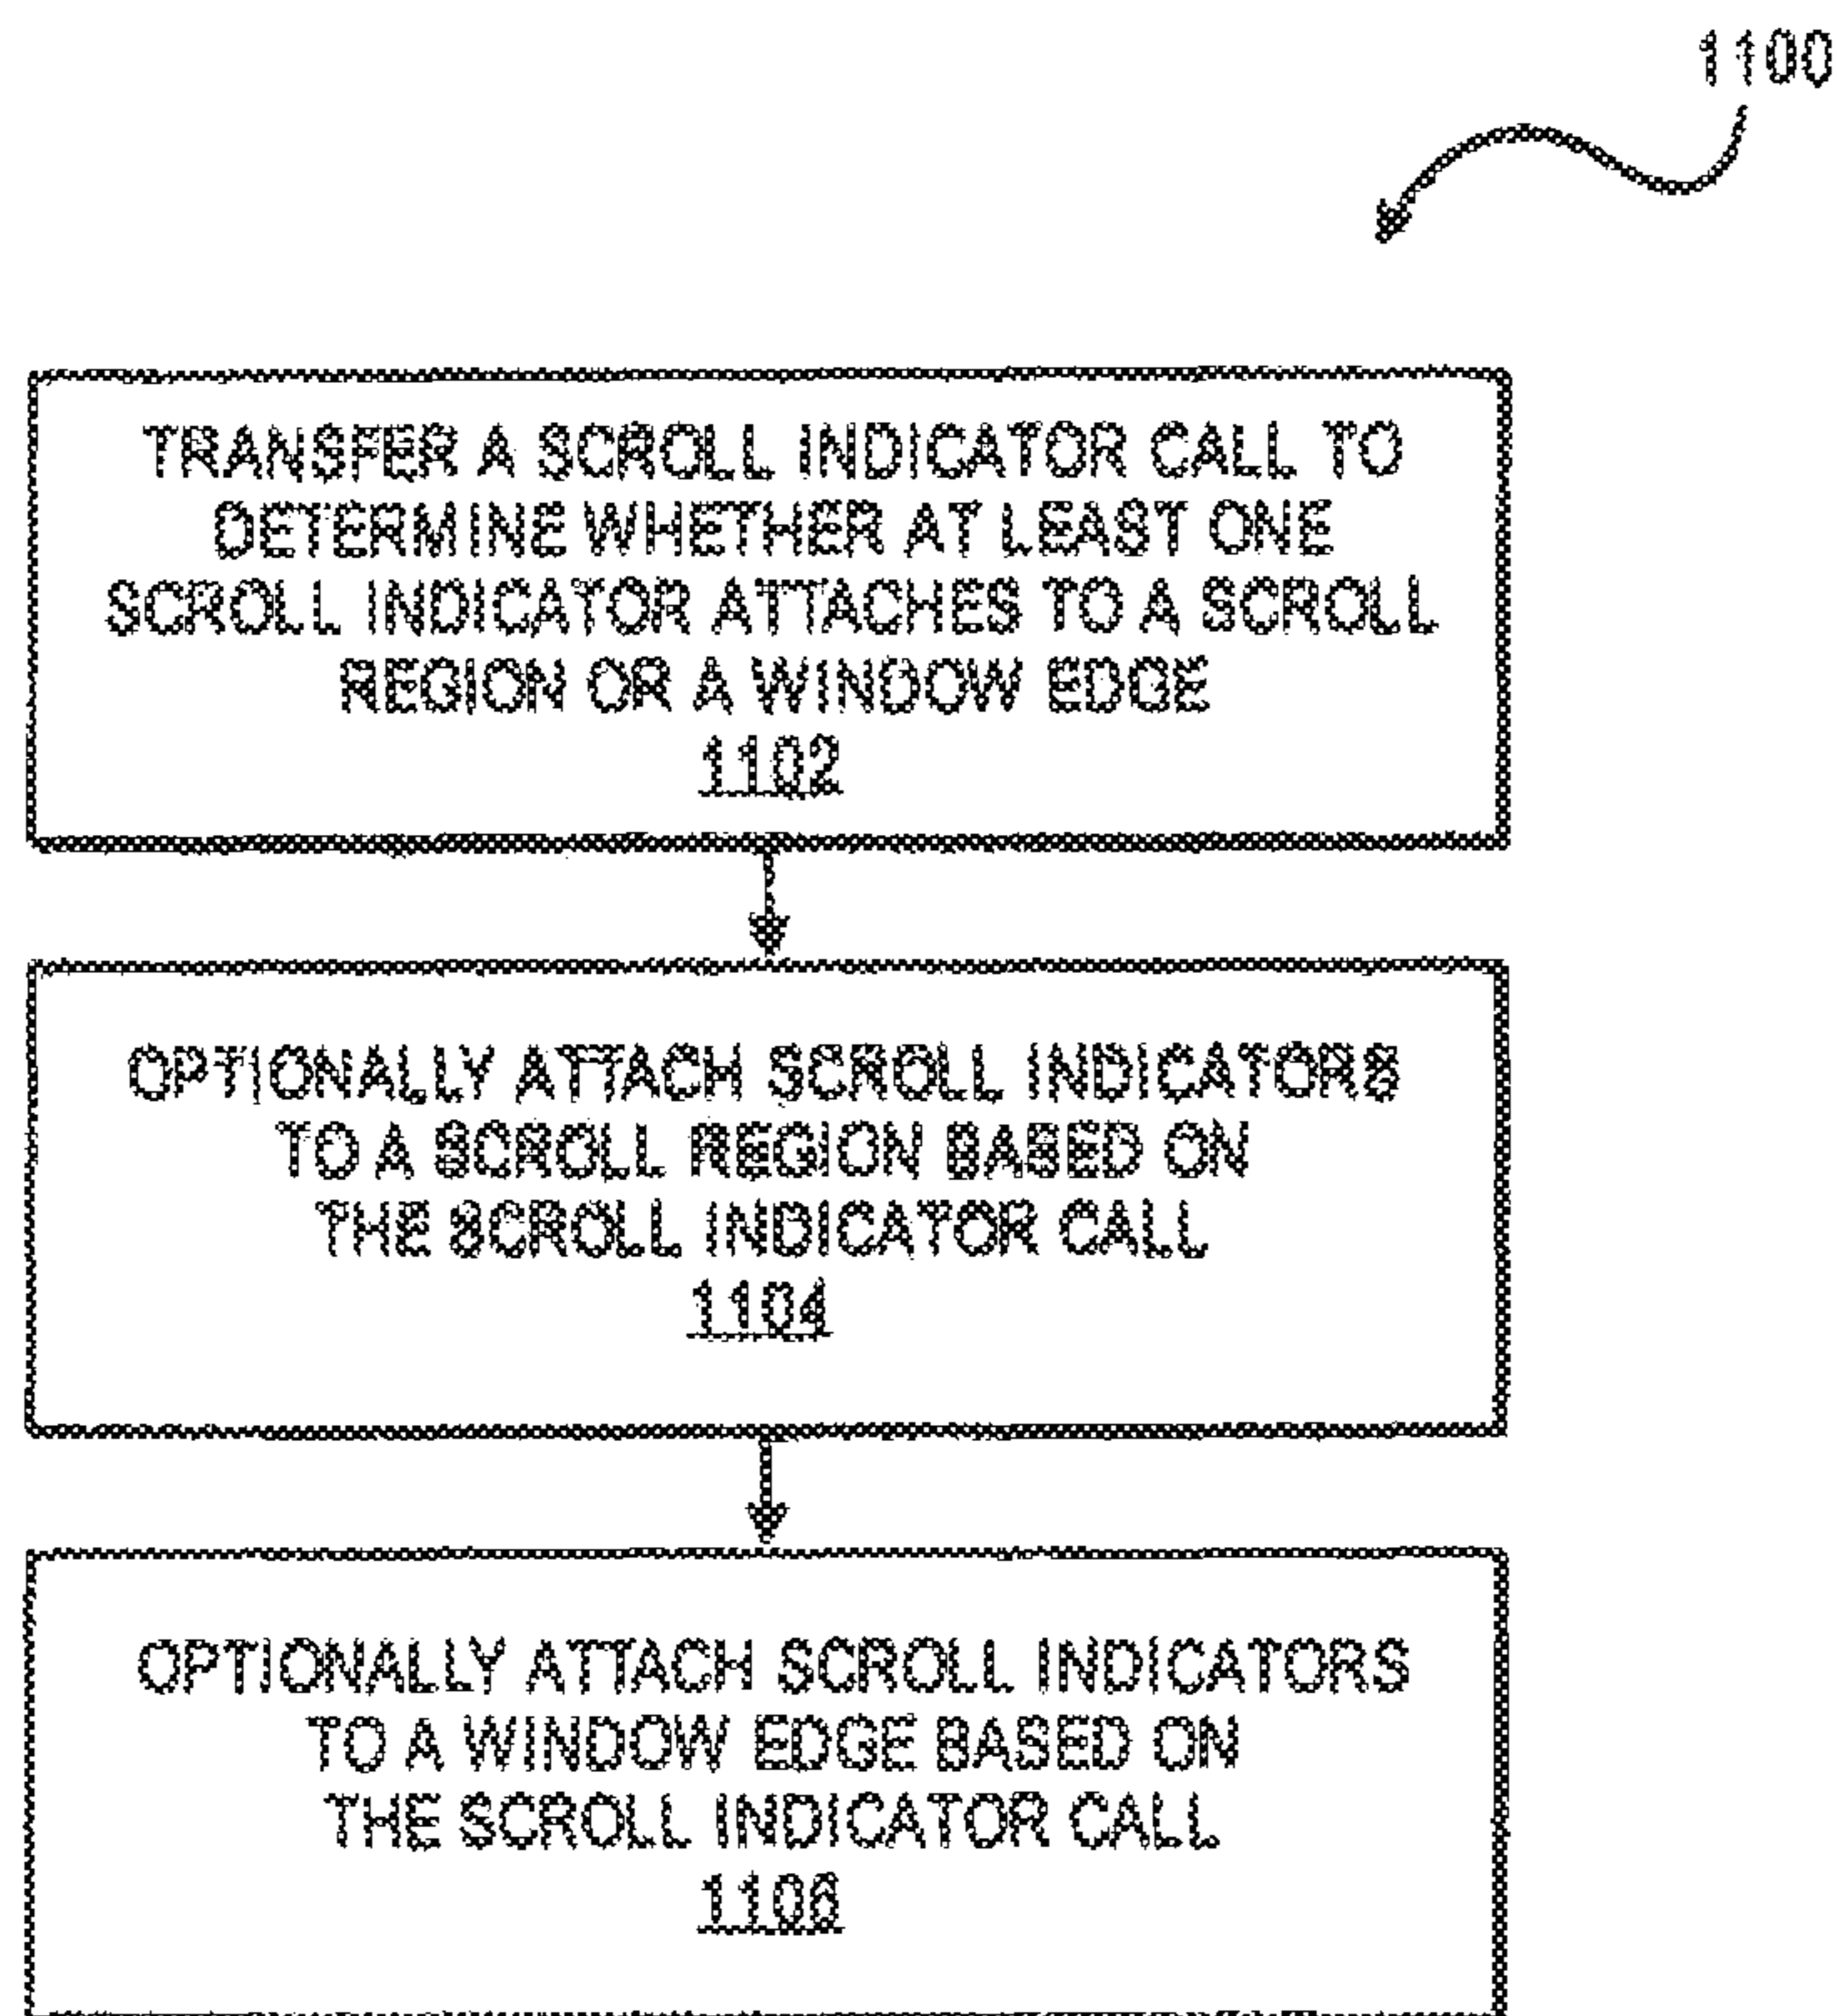 1100
TRANSFER A SCROLL INDICATOR CALL TO
DETERMINE WHETHER AT LEAST ONE
SCROLL INDICATOR ATTACHES TO A SCROLL
REGION OR A WINDOW EDGE
1102
OPTIONALLY ATTACH SCROLL INDICATORS
TO A SCROLL REGION BASED ON
THE SCROLL INDICATOR CALL
1104
OPTIONALLY ATTACH SCROLL INDICATORS
TO A WINDOW EDGE BASED ON
THE SCROLL INDICATOR CALL
1106